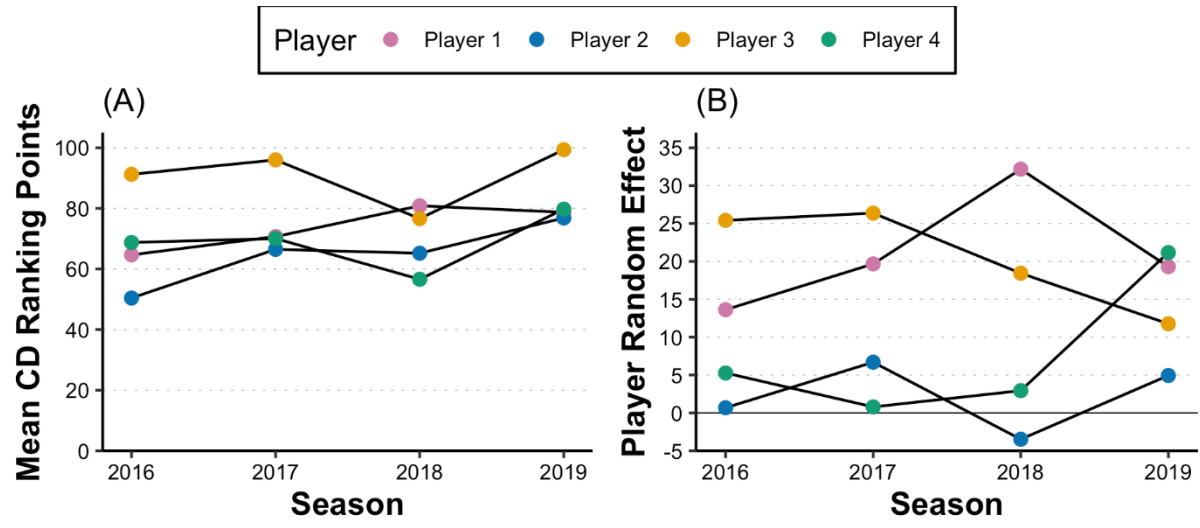 Player Player 1 Player 2 Player 3 Player 4
(A)
Mean CD Ranking Points
100
80
60
40
20
0
2016 2017 2018 2019
Season
(B)
Player Random Effect
35
30
25
20
15
10
5
0
-5
2016 2017 2018 2019
Season